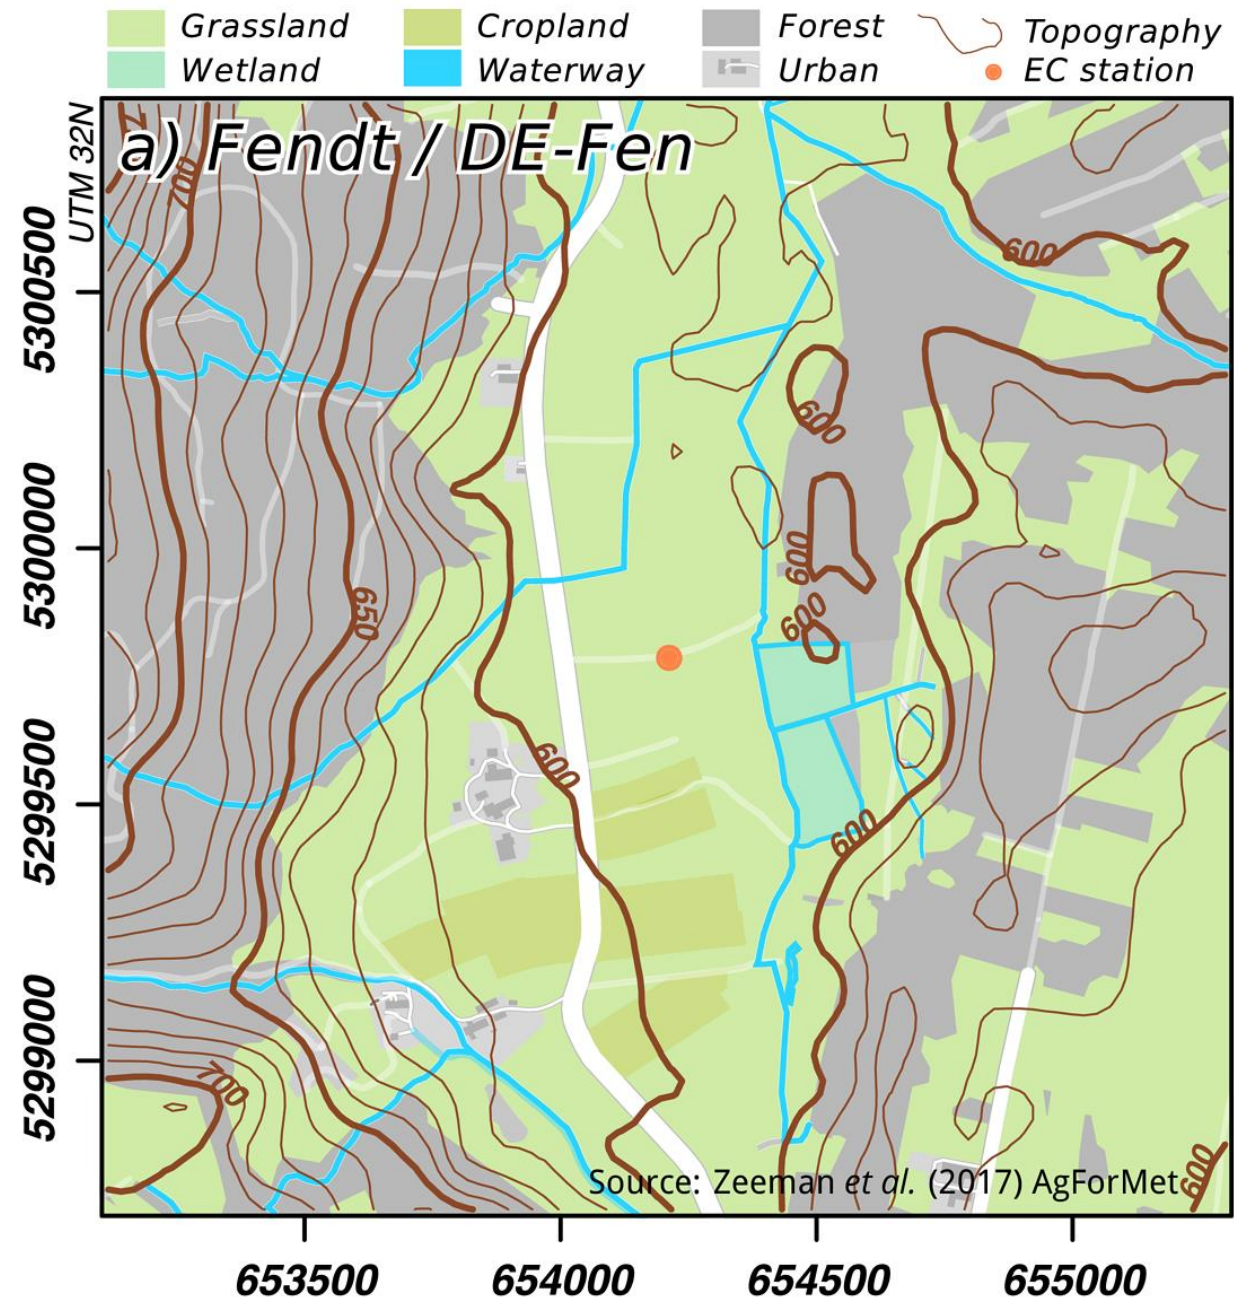 Grassland Cropland Forest Topography
Wetland Waterway Urban EC station
UTM 32N
a) Fendt / DE-Fen
700
600
5300500
600
5300000
600
600
650
5299500
600
600
5299000
700
600
Source: Zeeman et al. (2017) AgForMet
653500 654000 654500 655000